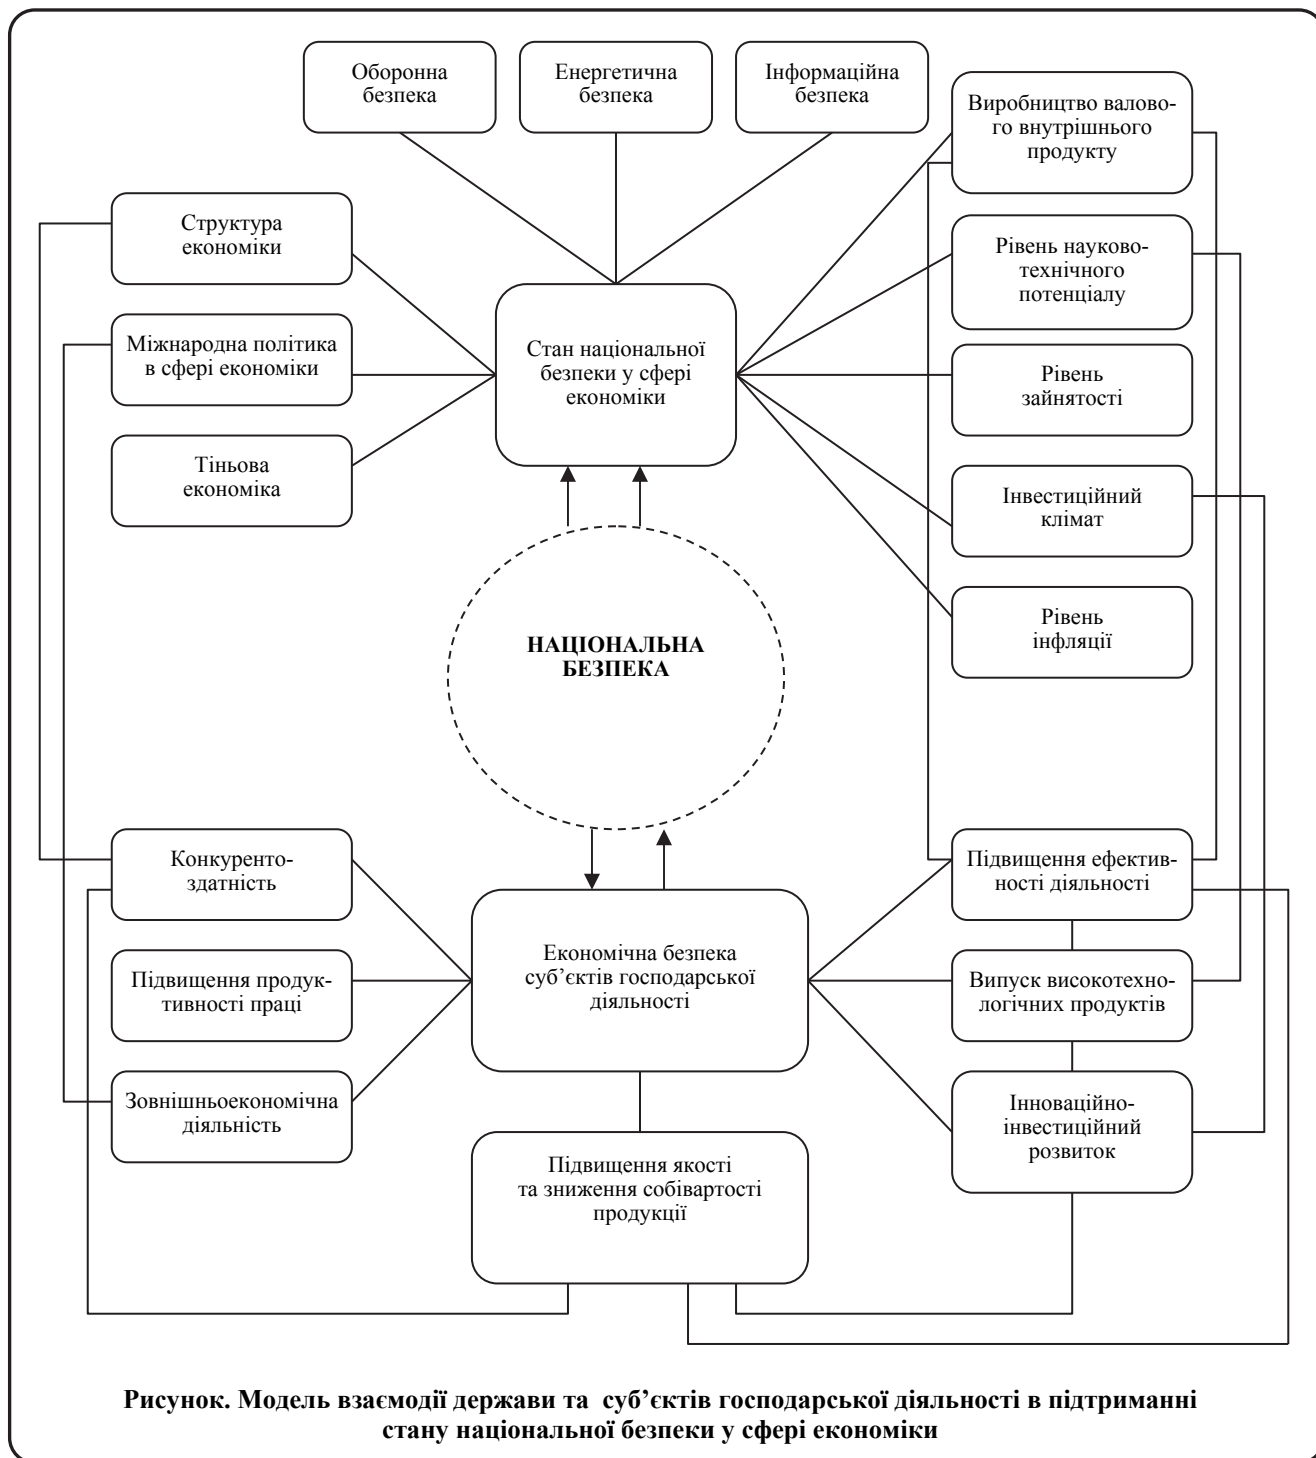 Оборонна
безпека
Енергетична
безпека
Інформаційна
безпека
Виробництво валово-
го внутрішнього
продукту
Структура
економіки
Рівень науково-
технічного
потенціалу
Міжнародна політика
в сфері економіки
Стан національної
безпеки у сфері
економіки
Рівень
зайнятості
Тіньова
економіка
Інвестиційний
клімат
НАЦІОНАЛЬНА
БЕЗПЕКА
Рівень
інфляції
Конкуренто-
здатність
Підвищення ефектив-
ності діяльності
Підвищення продук-
тивності праці
Економічна безпека
суб’єктів господарської
діяльності
Випуск високотехно-
логічних продуктів
Зовнішньоекономічна
діяльність
Інноваційно-
інвестиційний
розвиток
Підвищення якості
та зниження собівартості
продукції
Рисунок. Модель взаємодії держави та суб’єктів господарської діяльності в підтриманні
стану національної безпеки у сфері економіки